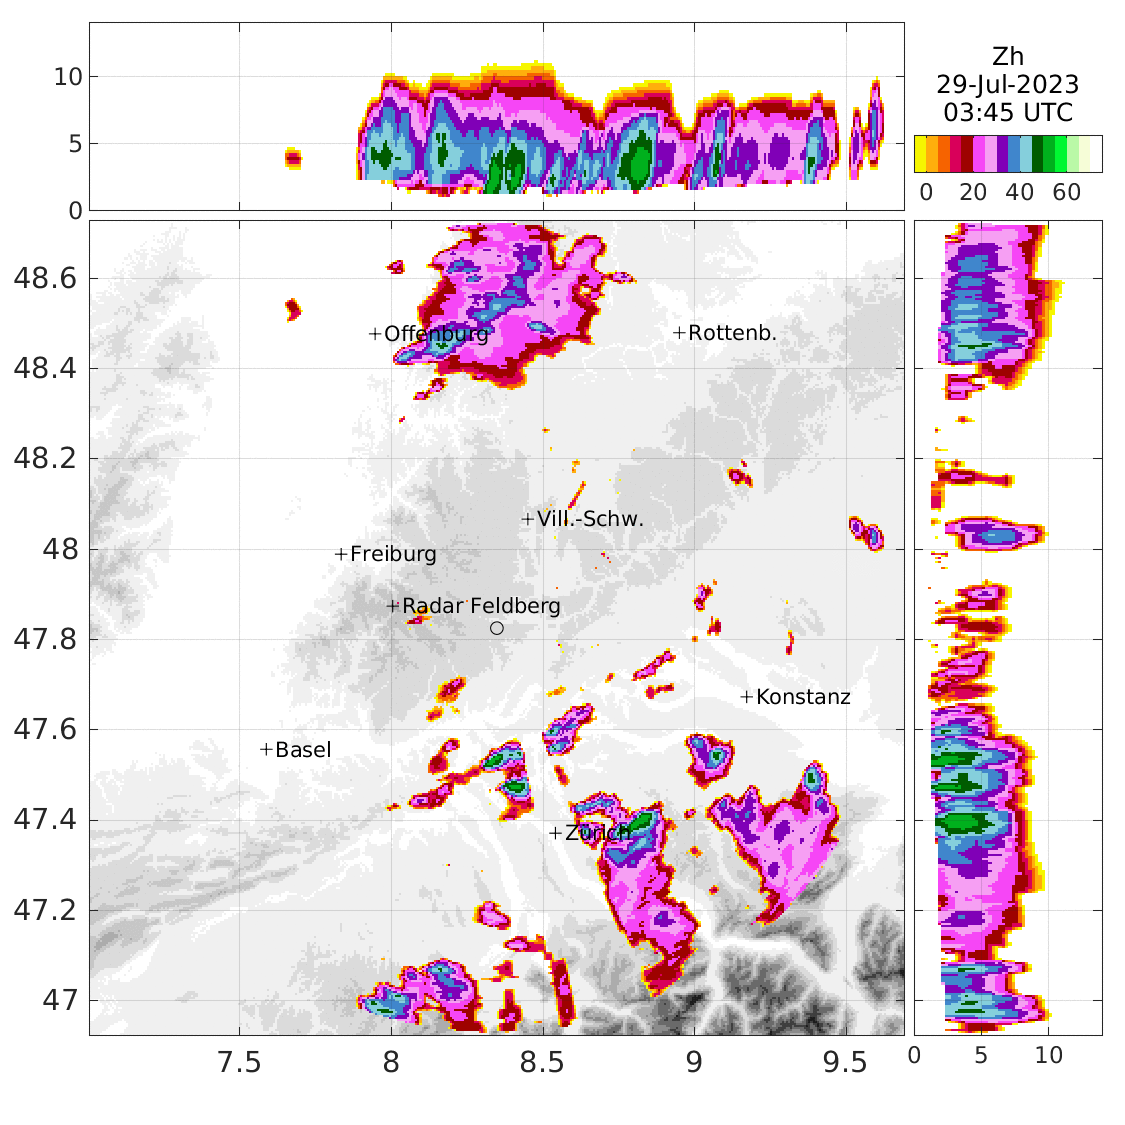 10
5
0
Zh
29-Jul-2023
03:45 UTC
0 20 40 60
48.6
48.4
48.2
48
47.8
47.6
47.4
47.2
47
+Offenburg
+Rottenb.
+Vill.-Schw.
+Freiburg
+Radar Feldberg
+Konstanz
+Basel
+Zürich
7.5 8 8.5 9 9.5
0 5 10